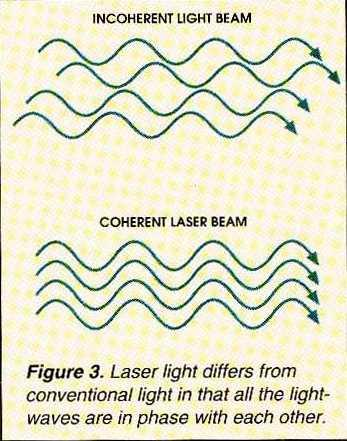 INCOHERENT LIGHT BEAM
COHERENT LASER BEAM
Figure 3. Laser light differs from
conventional light in that all the light-
waves are in phase with each other.